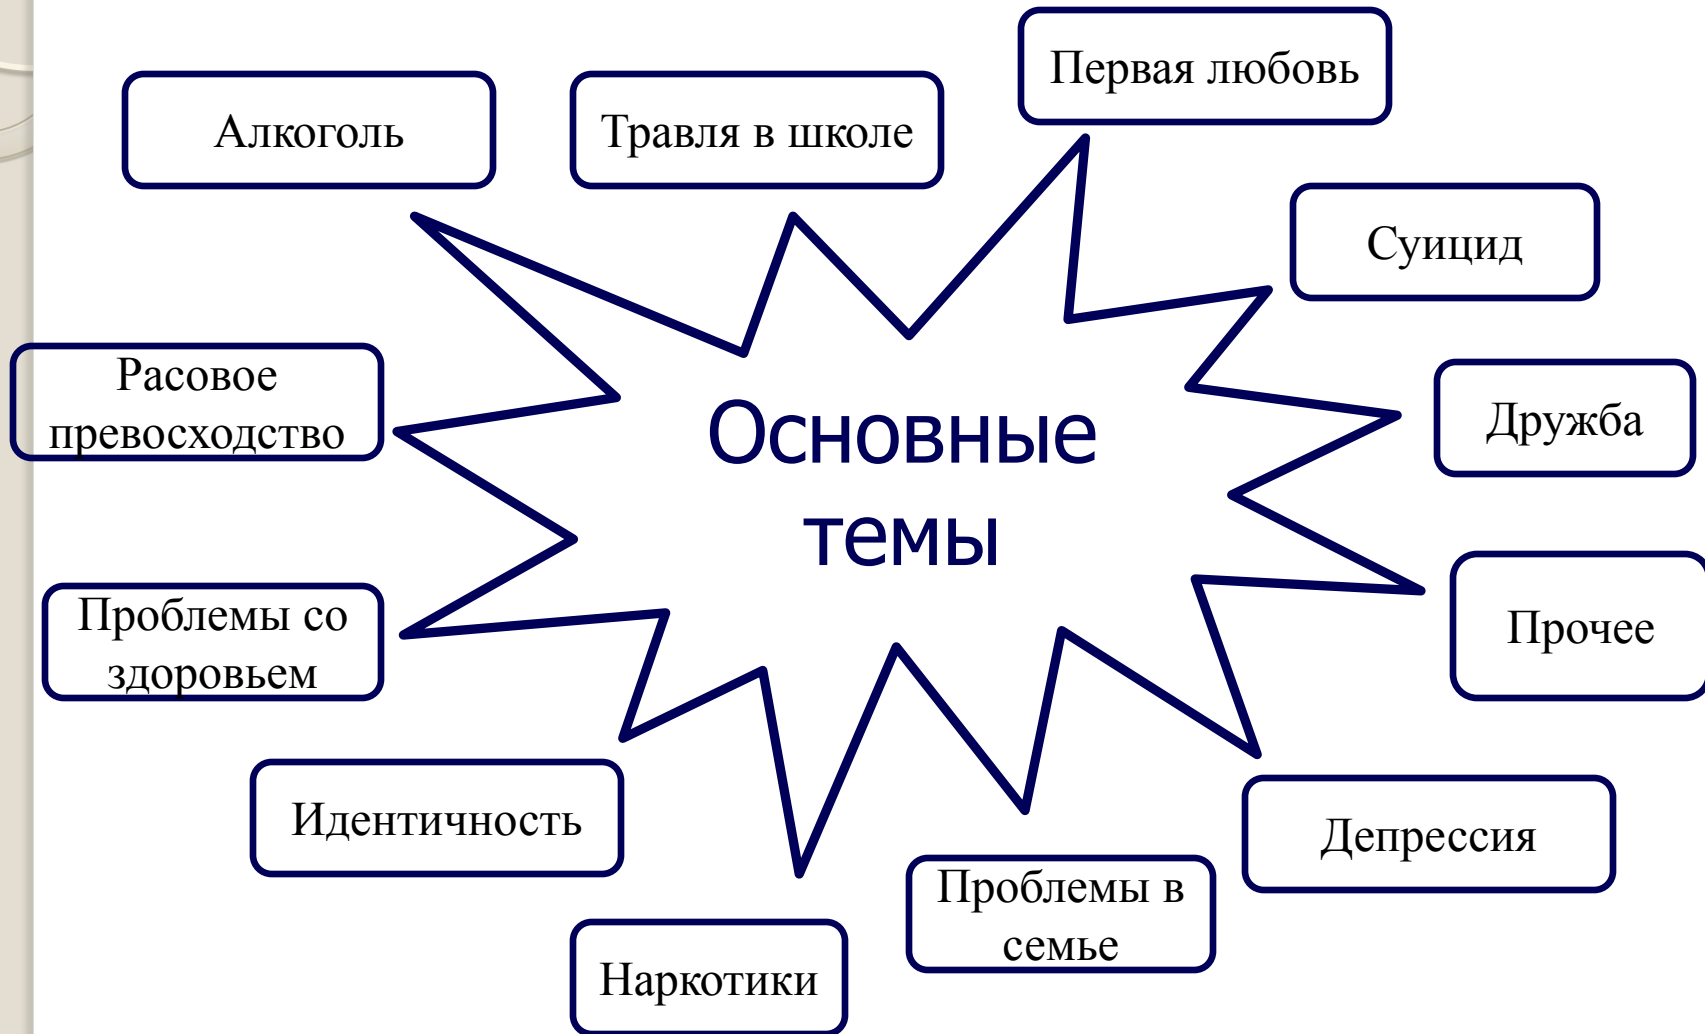 Первая любовь
Алкоголь
Травля в школе
Суицид
Расовое
превосходство
Основные
темы
Дружба
Проблемы со
здоровьем
Прочее
Идентичность
Депрессия
Проблемы в
семье
Наркотики